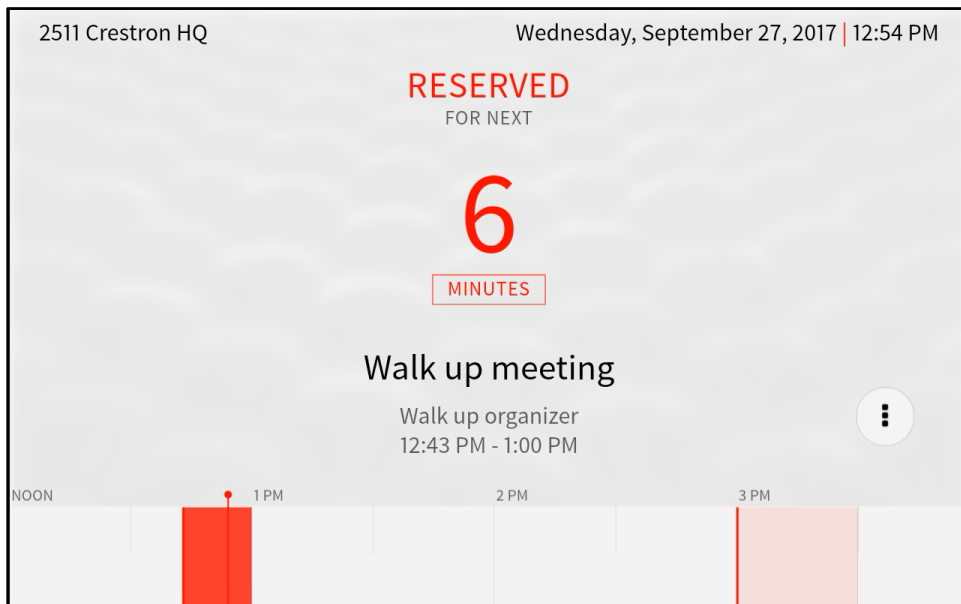 2511 Crestron HQ
Wednesday, September 27, 2017 | 12:54 PM
RESERVED
FOR NEXT
6
MINUTES
Walk up meeting
Walk up organizer
12:43 PM - 1:00 PM
NOON 1 PM 2 PM 3 PM